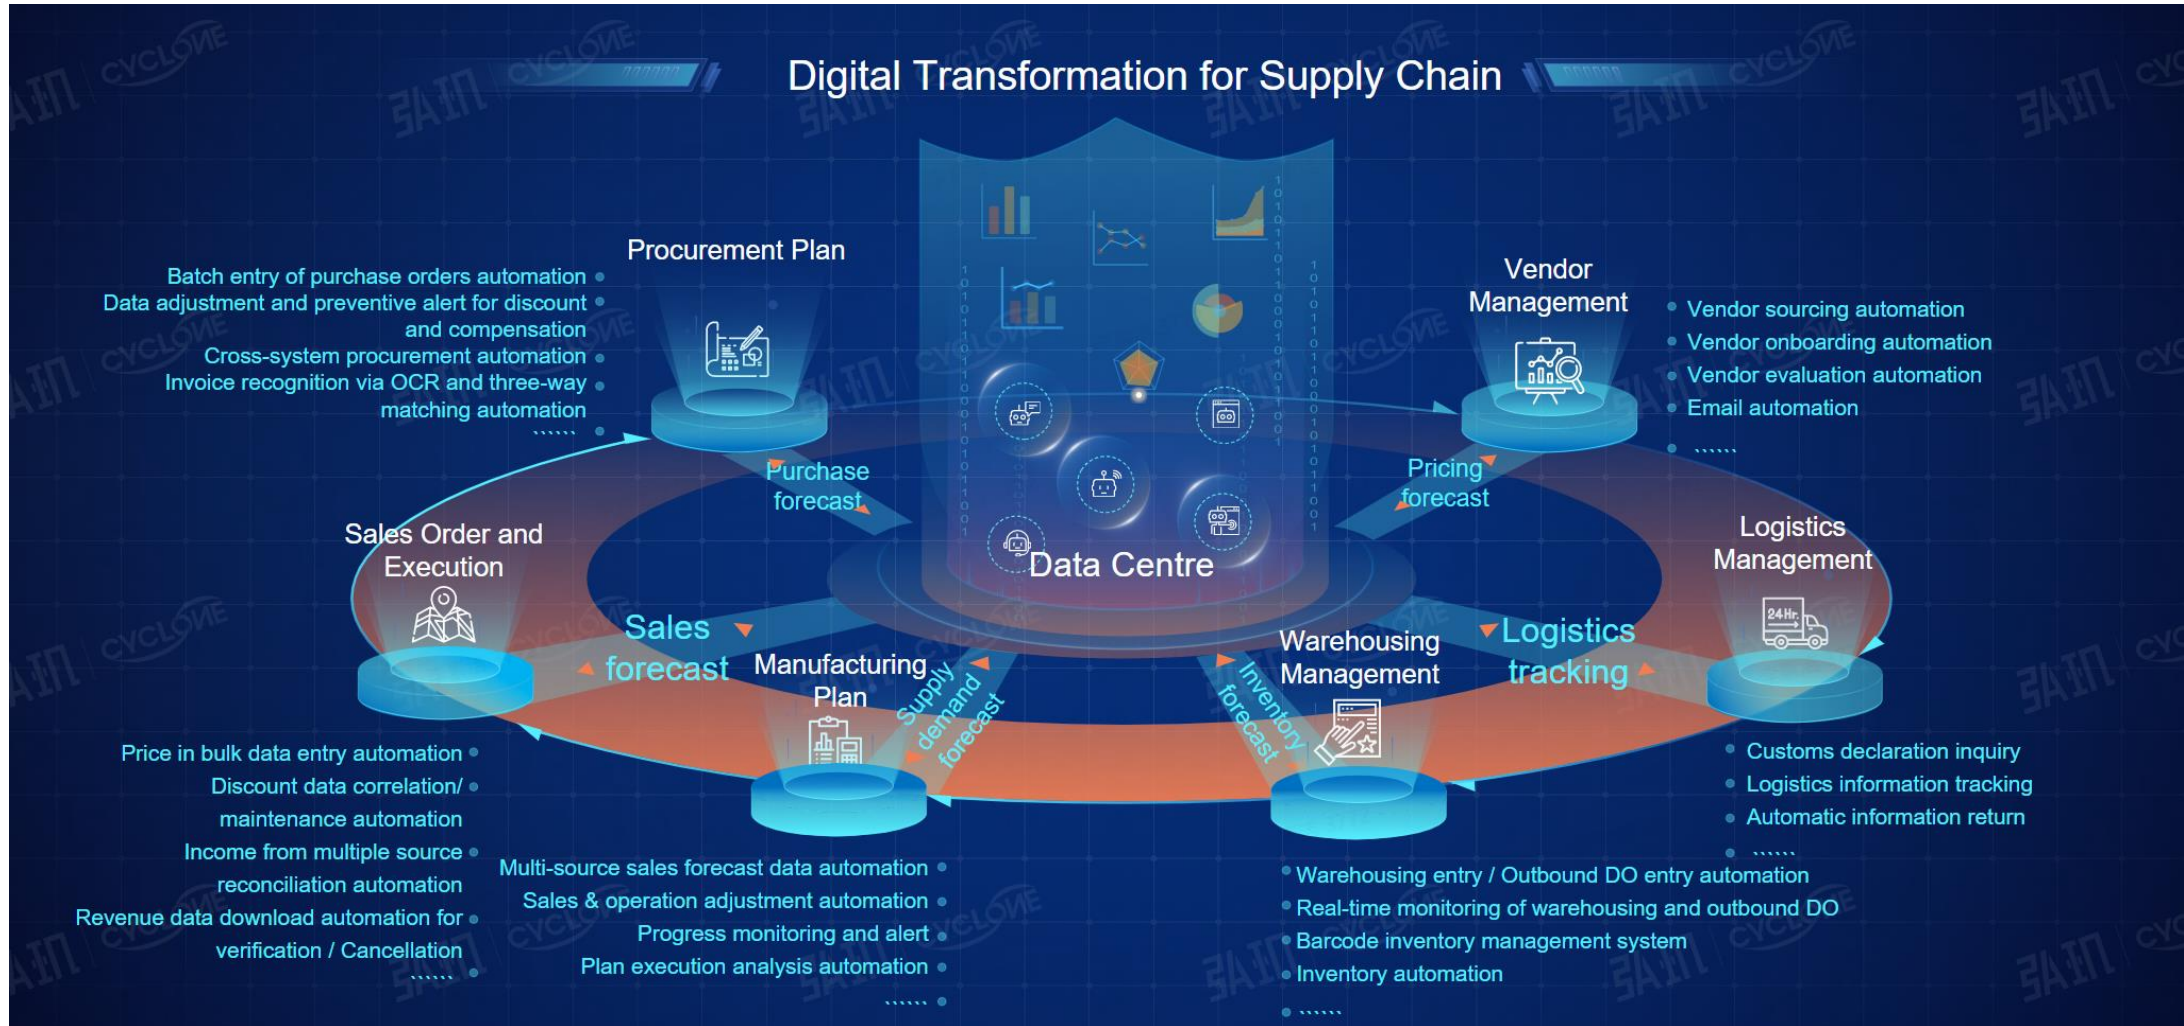 Digital Transformation for Supply Chain
Procurement Plan
Batch entry of purchase orders automation
Data adjustment and preventive alert for discount
and compensation
Cross-system procurement automation
Invoice recognition via OCR and three-way
matching automation
......
Vendor
Management
Vendor sourcing automation
Vendor onboarding automation
Vendor evaluation automation
Email automation
......
Purchase
forecast
Pricing
forecast
Data Centre
Sales Order and
Execution
Sales
forecast
Manufacturing
Plan
Supply
demand
forecast
Inventory
forecast
Warehousing
Management
Logistics
tracking
Logistics
Management
24Hr.
Price in bulk data entry automation
Discount data correlation/
maintenance automation
Income from multiple source
reconciliation automation
Revenue data download automation for
verification / Cancellation
......
Multi-source sales forecast data automation
Sales & operation adjustment automation
Progress monitoring and alert
Plan execution analysis automation
......
Warehousing entry / Outbound DO entry automation
Real-time monitoring of warehousing and outbound DO
Barcode inventory management system
Inventory automation
......
Customs declaration inquiry
Logistics information tracking
Automatic information return
......
CYCLONE